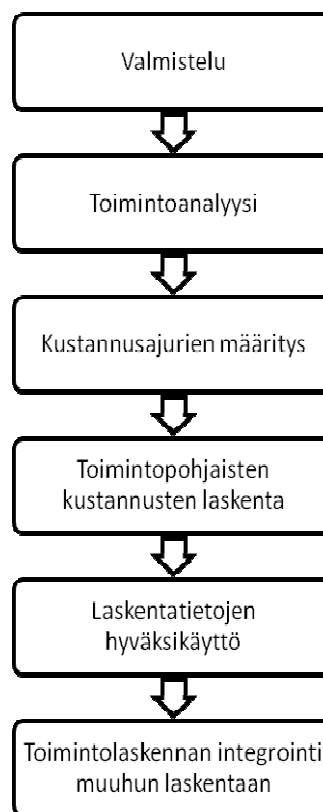 Valmistelu
Toimintoanalyysi
Kustannusajurien määritys
Toimintopohjaisten
kustannusten laskenta
Laskentatietojen
hyväksikäyttö
Toimintolaskennan integrointi
muuhun laskentaan